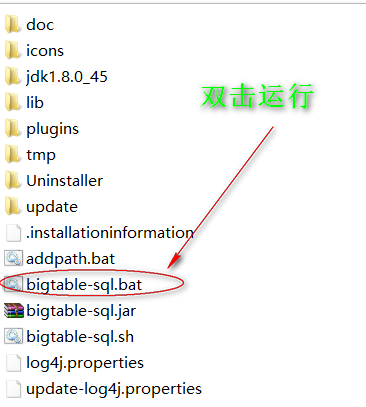 doc
icons
jdk1.8.0_45
lib
plugins
tmp
Uninstaller
update
.installationinformation
addpath.bat
bigtable-sql.bat
bigtable-sql.jar
bigtable-sql.sh
log4j.properties
update-log4j.properties
双击运行